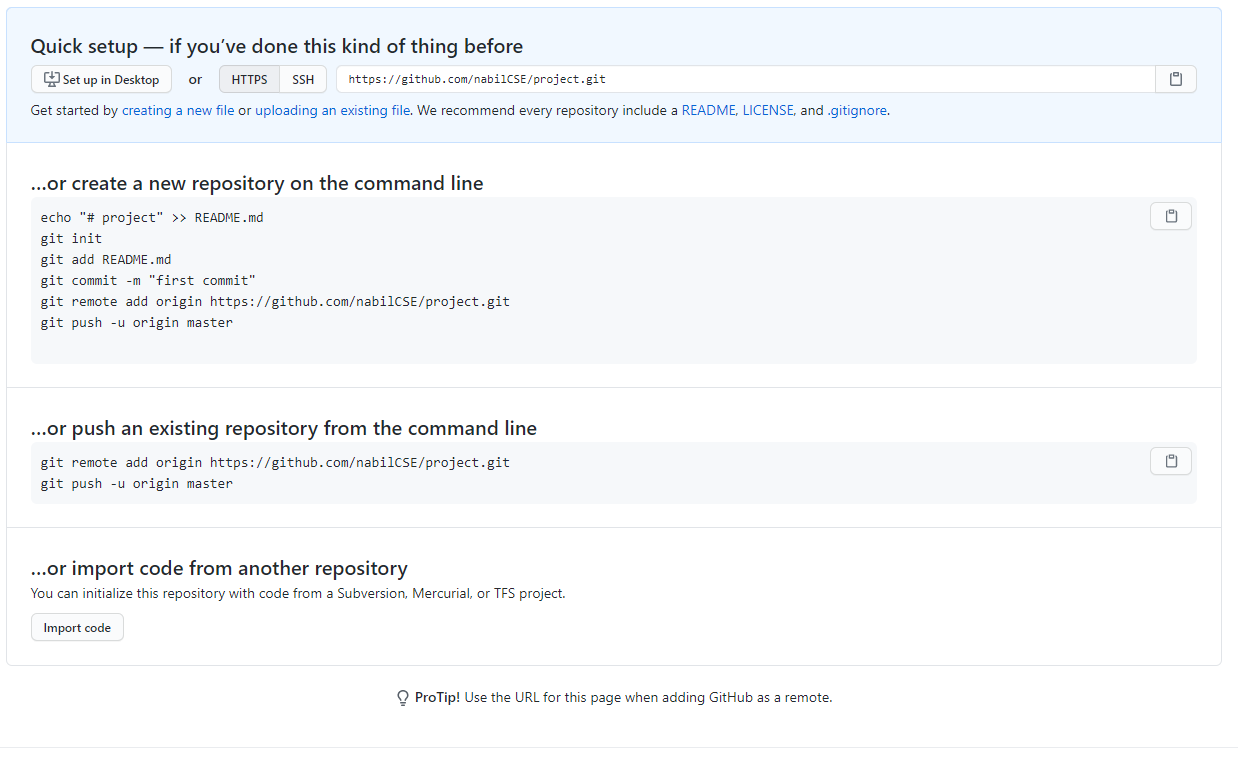 Quick setup — if you’ve done this kind of thing before
Set up in Desktop or HTTPS SSH https://github.com/nabilCSE/project.git
Get started by creating a new file or uploading an existing file. We recommend every repository include a README, LICENSE, and .gitignore.
…or create a new repository on the command line
echo "# project" >> README.md
git init
git add README.md
git commit -m "first commit"
git remote add origin https://github.com/nabilCSE/project.git
git push -u origin master
…or push an existing repository from the command line
git remote add origin https://github.com/nabilCSE/project.git
git push -u origin master
…or import code from another repository
You can initialize this repository with code from a Subversion, Mercurial, or TFS project.
Import code
ProTip! Use the URL for this page when adding GitHub as a remote.